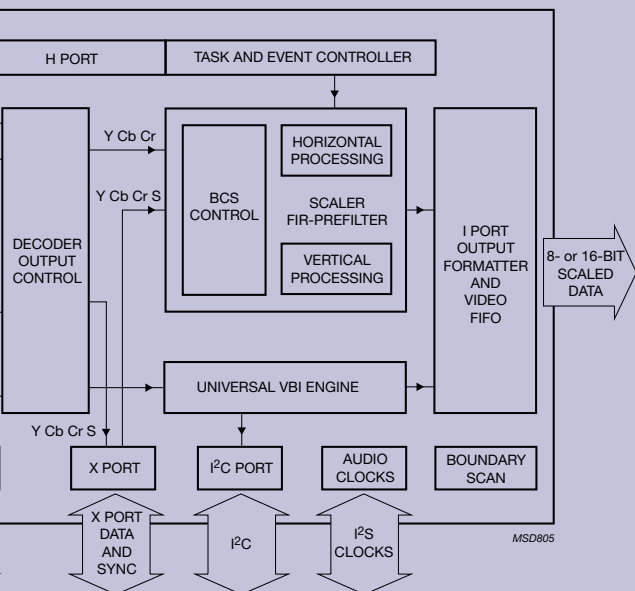 H PORT
TASK AND EVENT CONTROLLER
Y Cb Cr
Y Cb Cr S
DECODER
OUTPUT
CONTROL
BCS
CONTROL
HORIZONTAL
PROCESSING
SCALER
FIR-PREFILTER
VERTICAL
PROCESSING
I PORT
OUTPUT
FORMATTER
AND
VIDEO
FIFO
8- or 16-BIT
SCALED
DATA
UNIVERSAL VBI ENGINE
Y Cb Cr S
X PORT
I²C PORT
AUDIO
CLOCKS
BOUNDARY
SCAN
X PORT
DATA
AND
SYNC
I²C
I²S
CLOCKS
MSD805